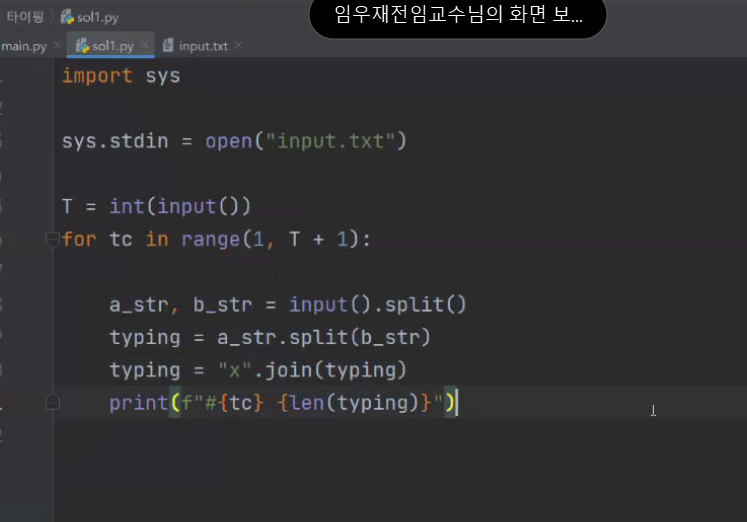 타이핑 sol1.py
임우재전임교수님의 화면 보...
main.py sol1.py input.txt
import sys
sys.stdin = open("input.txt")
T = int(input())
for tc in range(1, T + 1):
a_str, b_str = input().split()
typing = a_str.split(b_str)
typing = "x".join(typing)
print(f"#{tc} {len(typing)}")